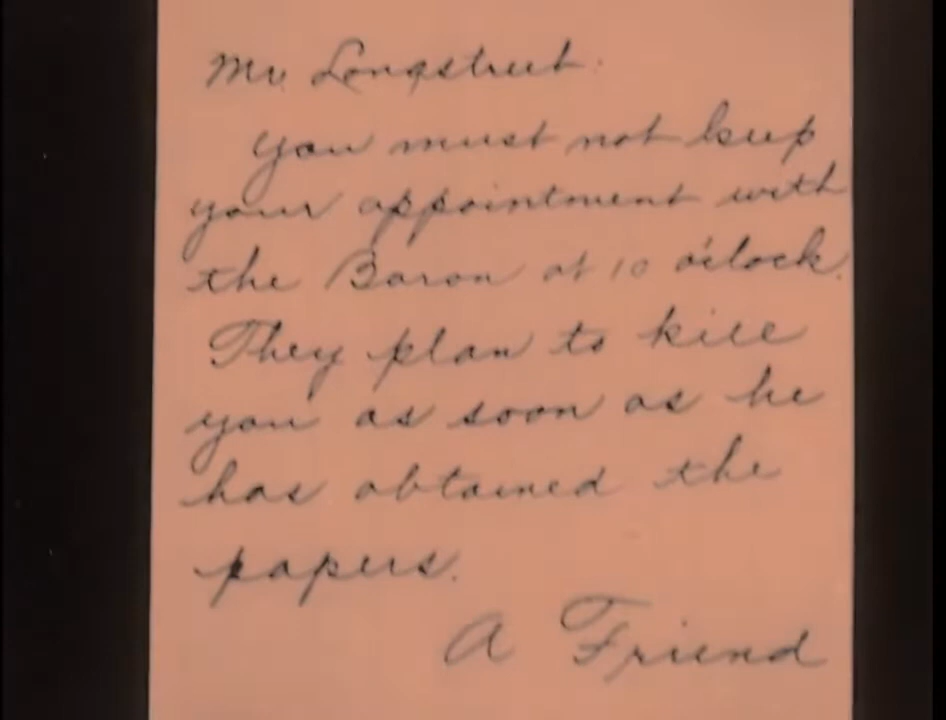 Mr. Longstreet.
You must not keep
your appointment with
the Baron at 10 o'clock.
They plan to kill
you as soon as he
has obtained the
papers.
A Friend